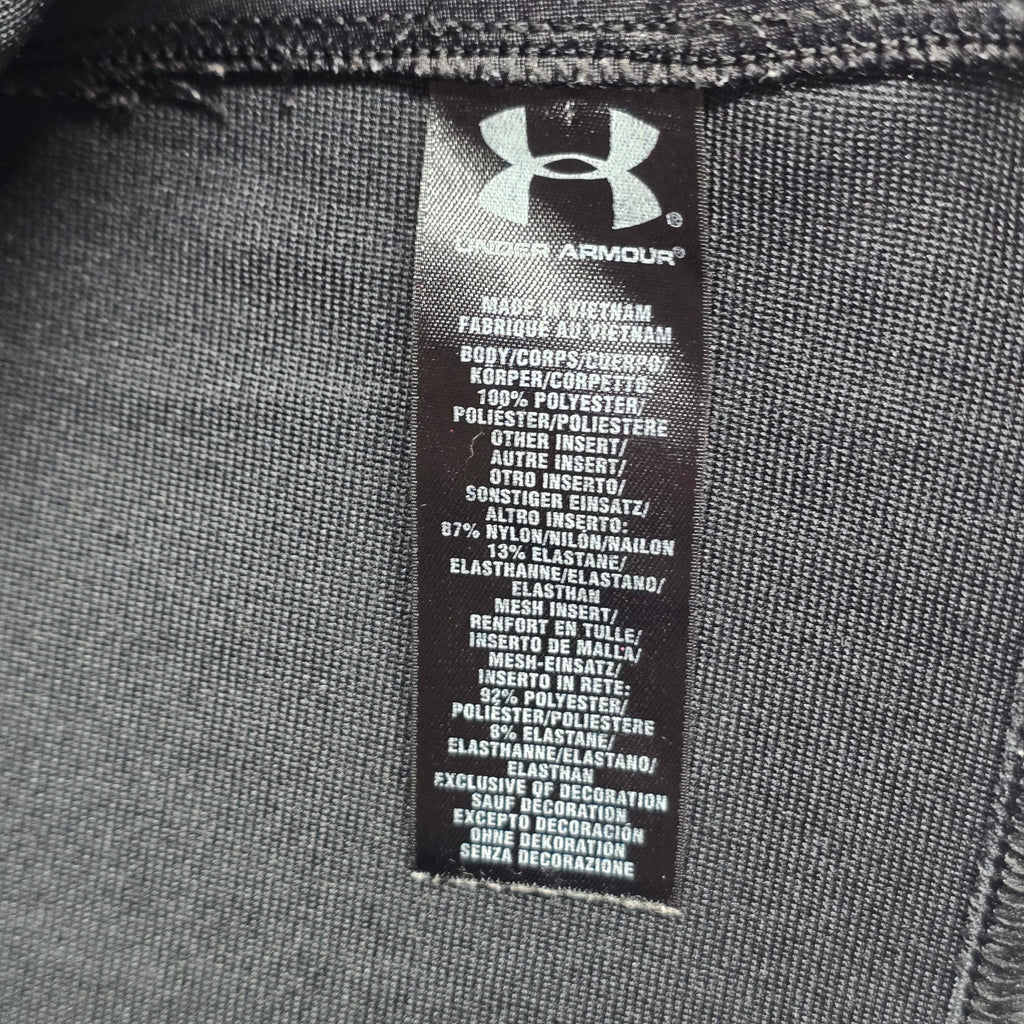 UNDER ARMOUR®
MADE IN VIETNAM
FABRIQUE AU VIETNAM
BODY/CORPS/CUERPO/
KÖRPER/CORPETTO:
100% POLYESTER/
POLIÉSTER/POLIESTERE
OTHER INSERT/
AUTRE INSERT/
OTRO INSERTO/
SONSTIGER EINSATZ/
ALTRO INSERTO:
87% NYLON/NILÓN/NAILON
13% ELASTANE/
ELASTHANNE/ELASTANO/
ELASTHAN
MESH INSERT/
RENFORT EN TULLE/
INSERTO DE MALLA/
MESH-EINSATZ/
INSERTO IN RETE:
92% POLYESTER/
POLIÉSTER/POLIESTERE
8% ELASTANE/
ELASTHANNE/ELASTANO/
ELASTHAN
EXCLUSIVE OF DECORATION
SAUF DÉCORATION
EXCEPTO DECORACIÓN
OHNE DEKORATION
SENZA DECORAZIONE